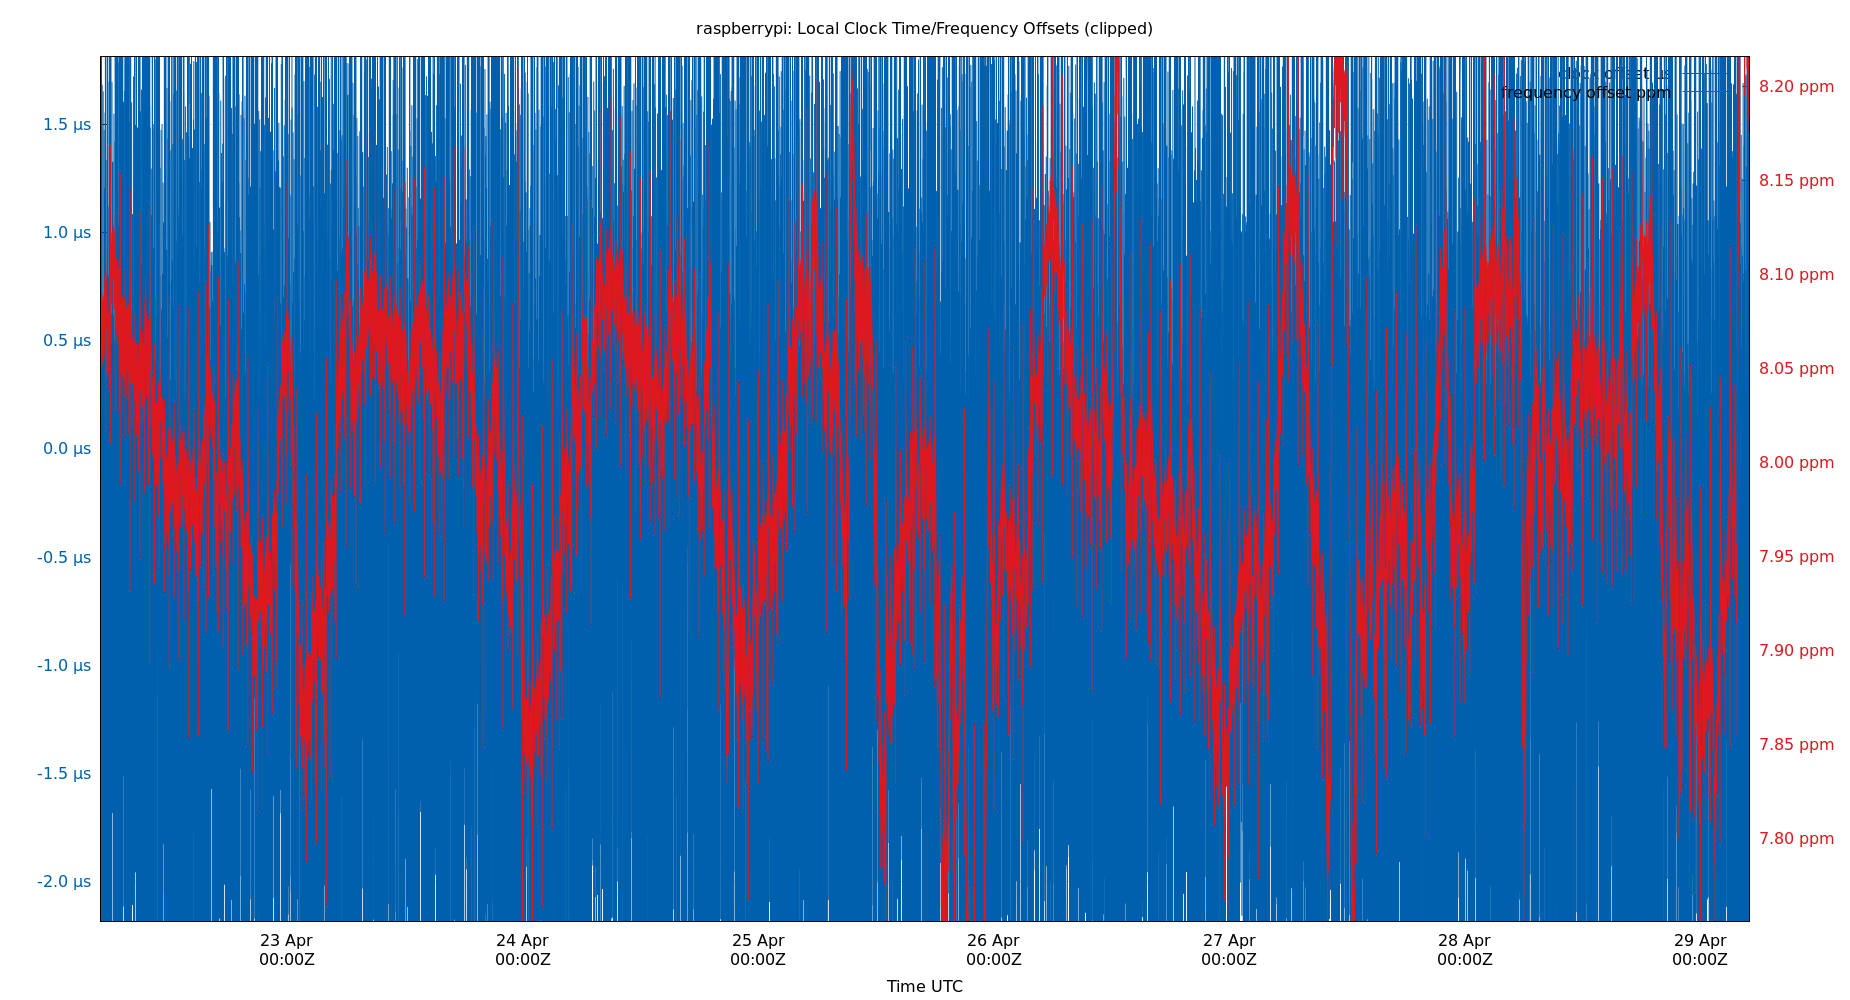 raspberrypi: Local Clock Time/Frequency Offsets (clipped)
clock offset µs
frequency offset ppm
1.5 µs
1.0 µs
0.5 µs
0.0 µs
-0.5 µs
-1.0 µs
-1.5 µs
-2.0 µs
8.20 ppm
8.15 ppm
8.10 ppm
8.05 ppm
8.00 ppm
7.95 ppm
7.90 ppm
7.85 ppm
7.80 ppm
23 Apr 24 Apr 25 Apr 26 Apr 27 Apr 28 Apr 29 Apr
00:00Z 00:00Z 00:00Z 00:00Z 00:00Z 00:00Z 00:00Z
Time UTC